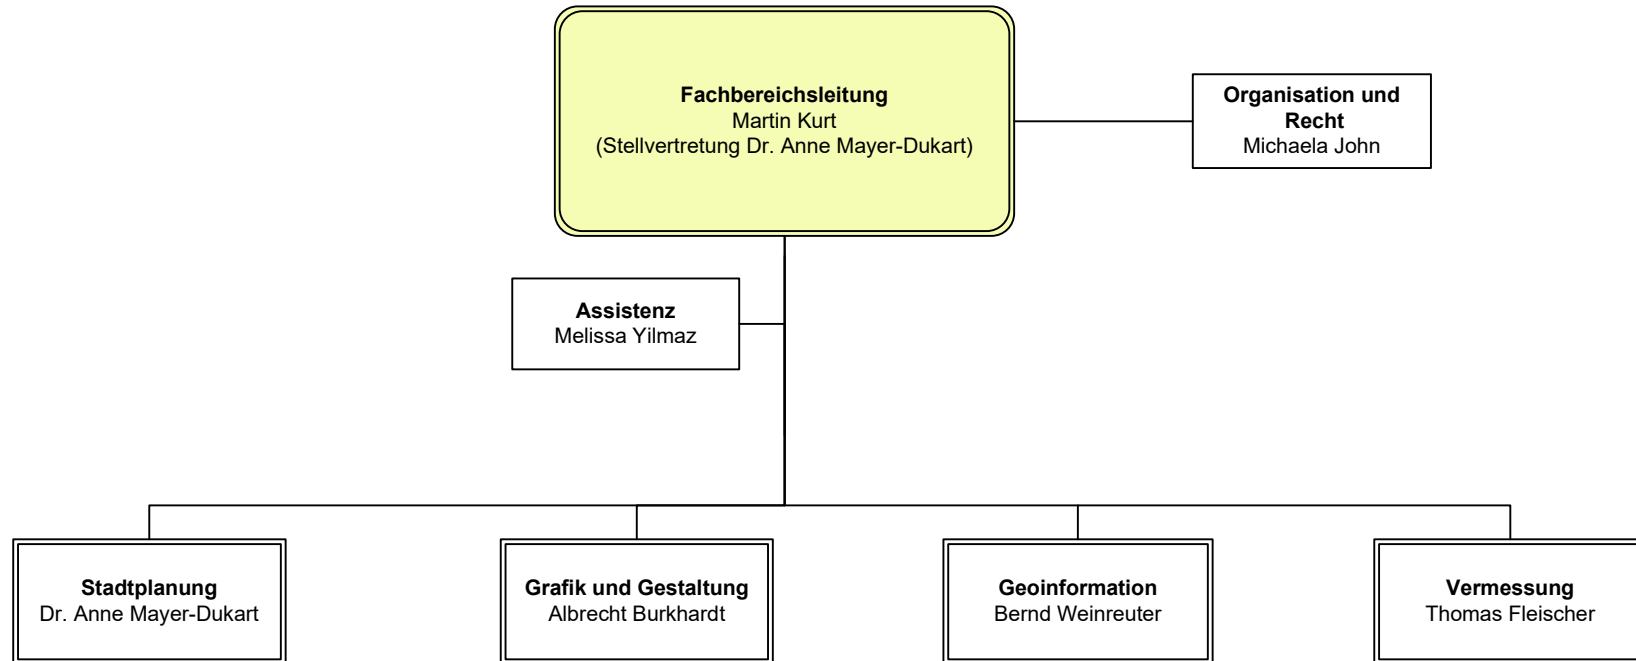 Fachbereichsleitung
Martin Kurt
(Stellvertretung Dr. Anne Mayer-Dukart)
Organisation und
Recht
Michaela John
Assistenz
Melissa Yilmaz
Stadtplanung
Dr. Anne Mayer-Dukart
Grafik und Gestaltung
Albrecht Burkhardt
Geoinformation
Bernd Weinreuter
Vermessung
Thomas Fleischer